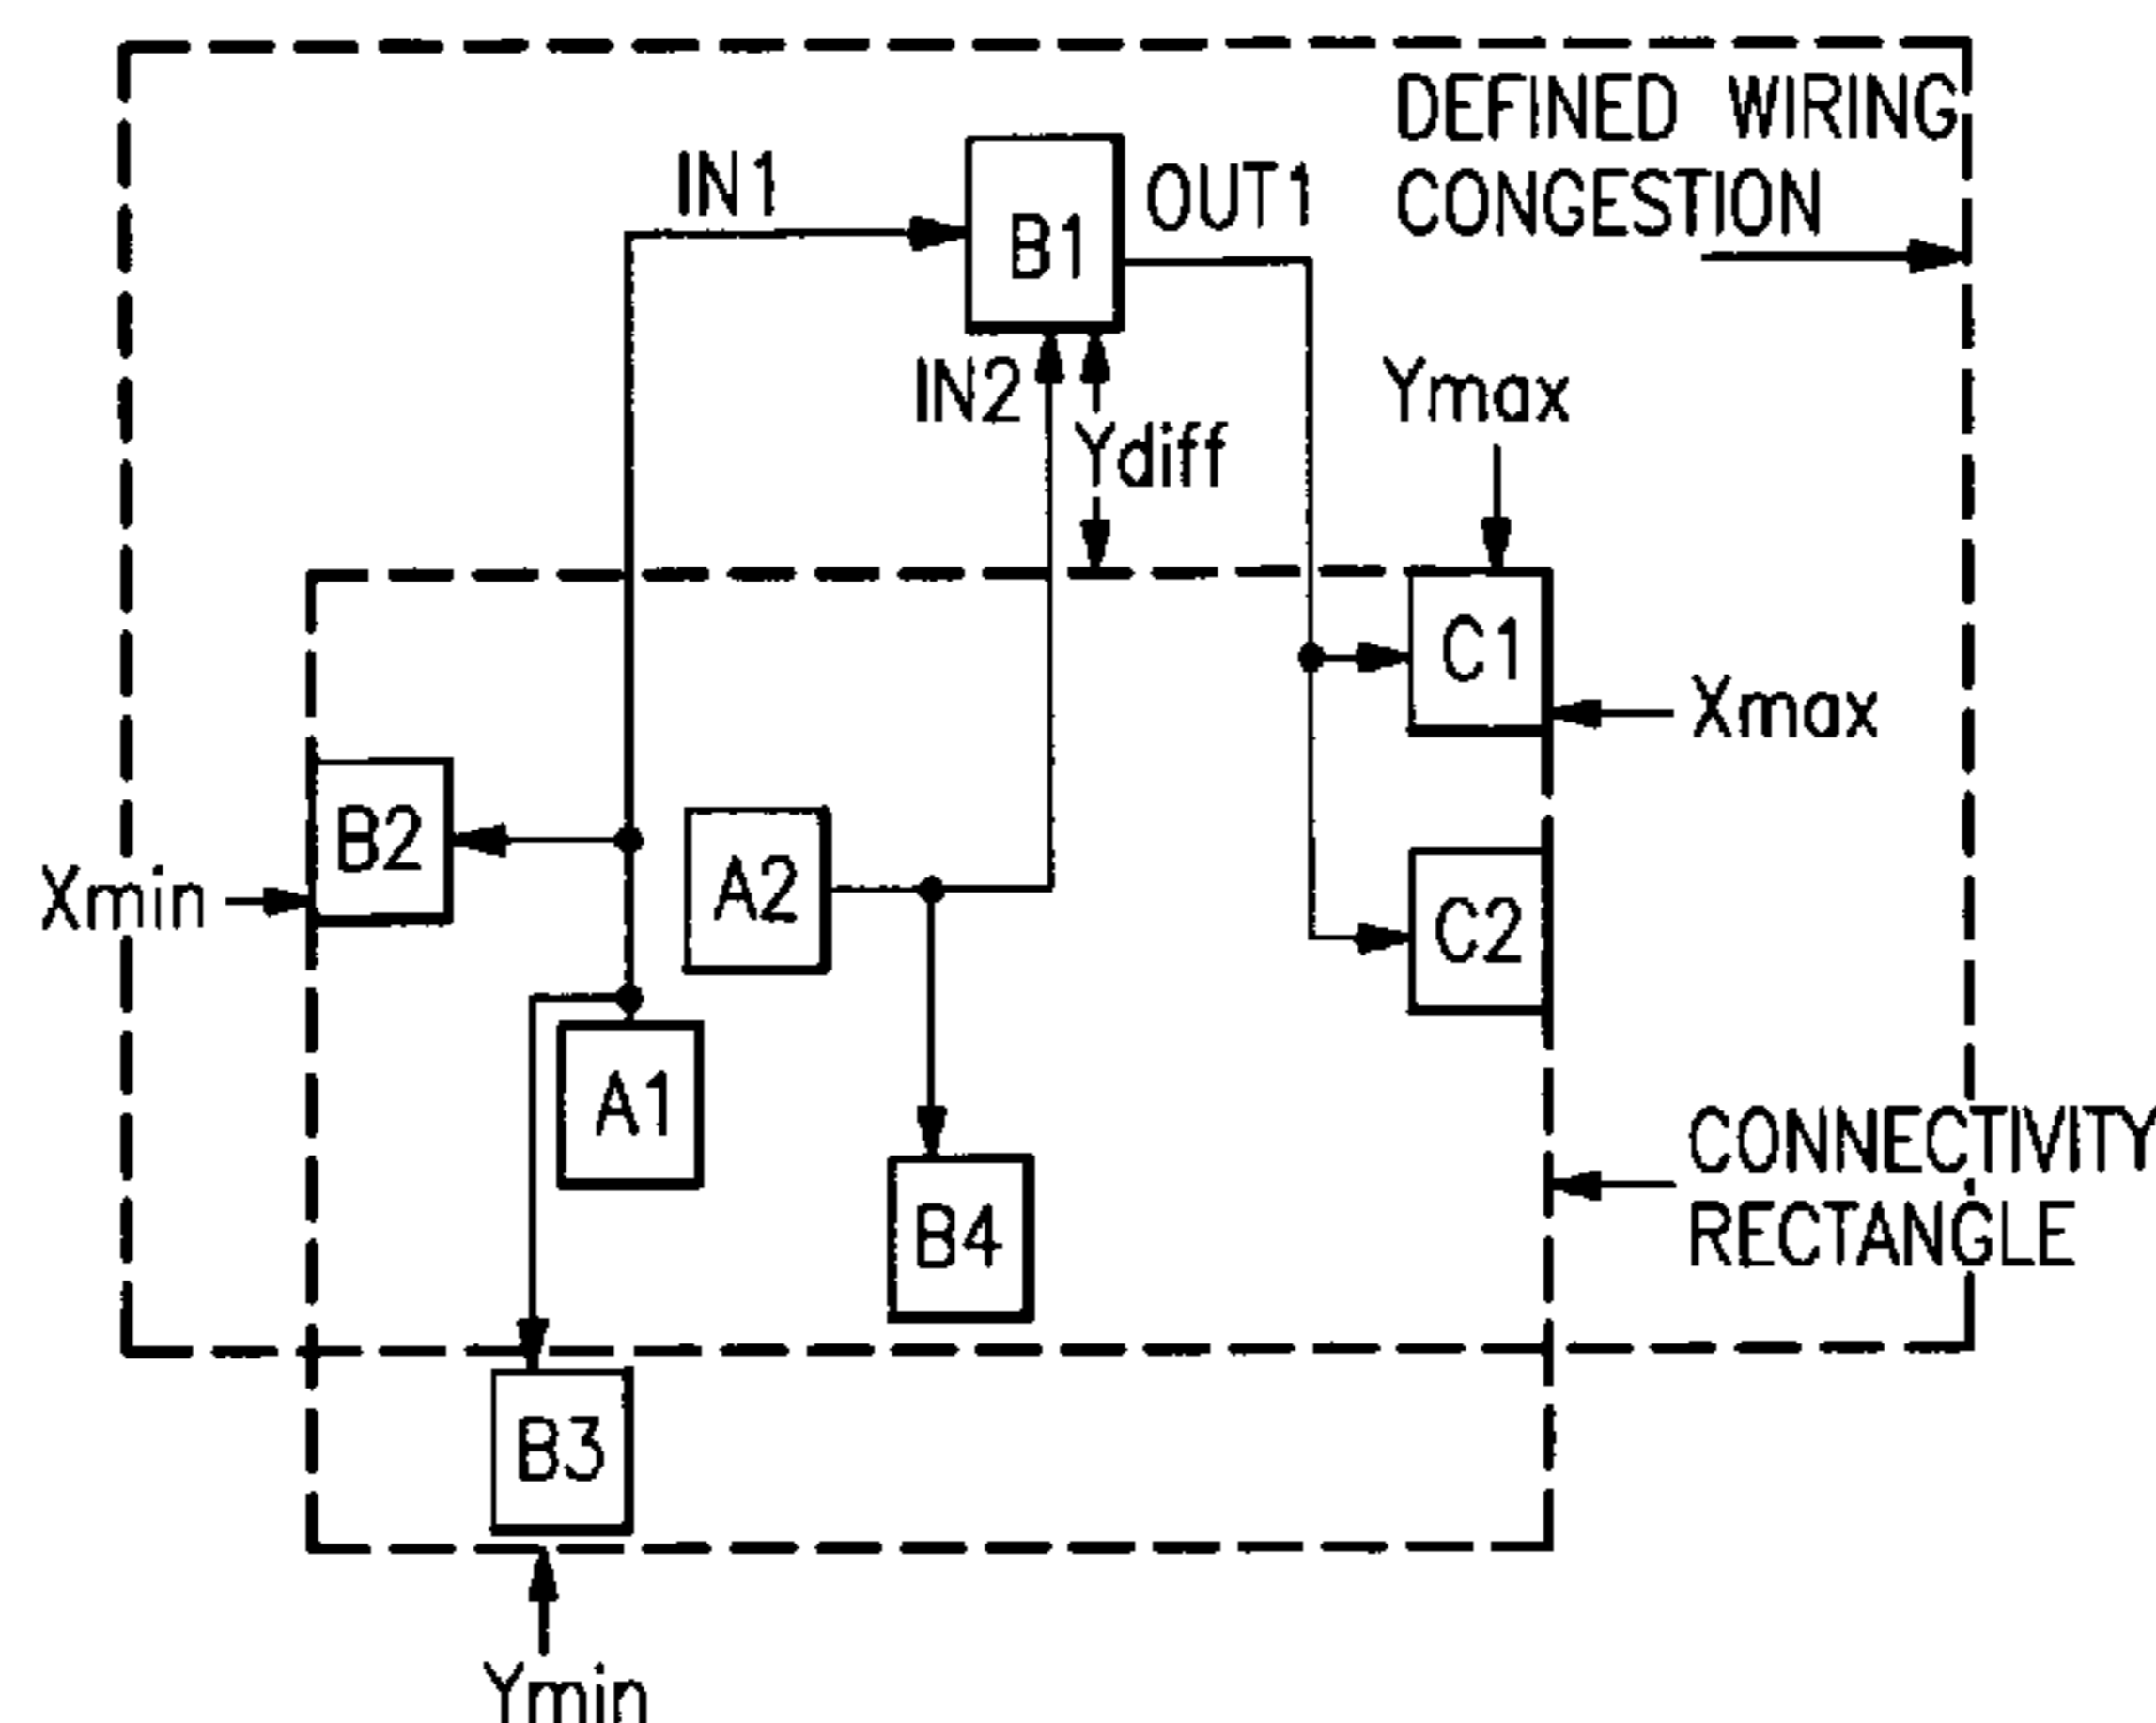 DEFINED WIRING
CONGESTION
IN1
B1
OUT1
IN2
Ydiff
Ymax
C1
Xmax
B2
A2
Xmin
C2
A1
CONNECTIVITY
RECTANGLE
B4
B3
Ymin